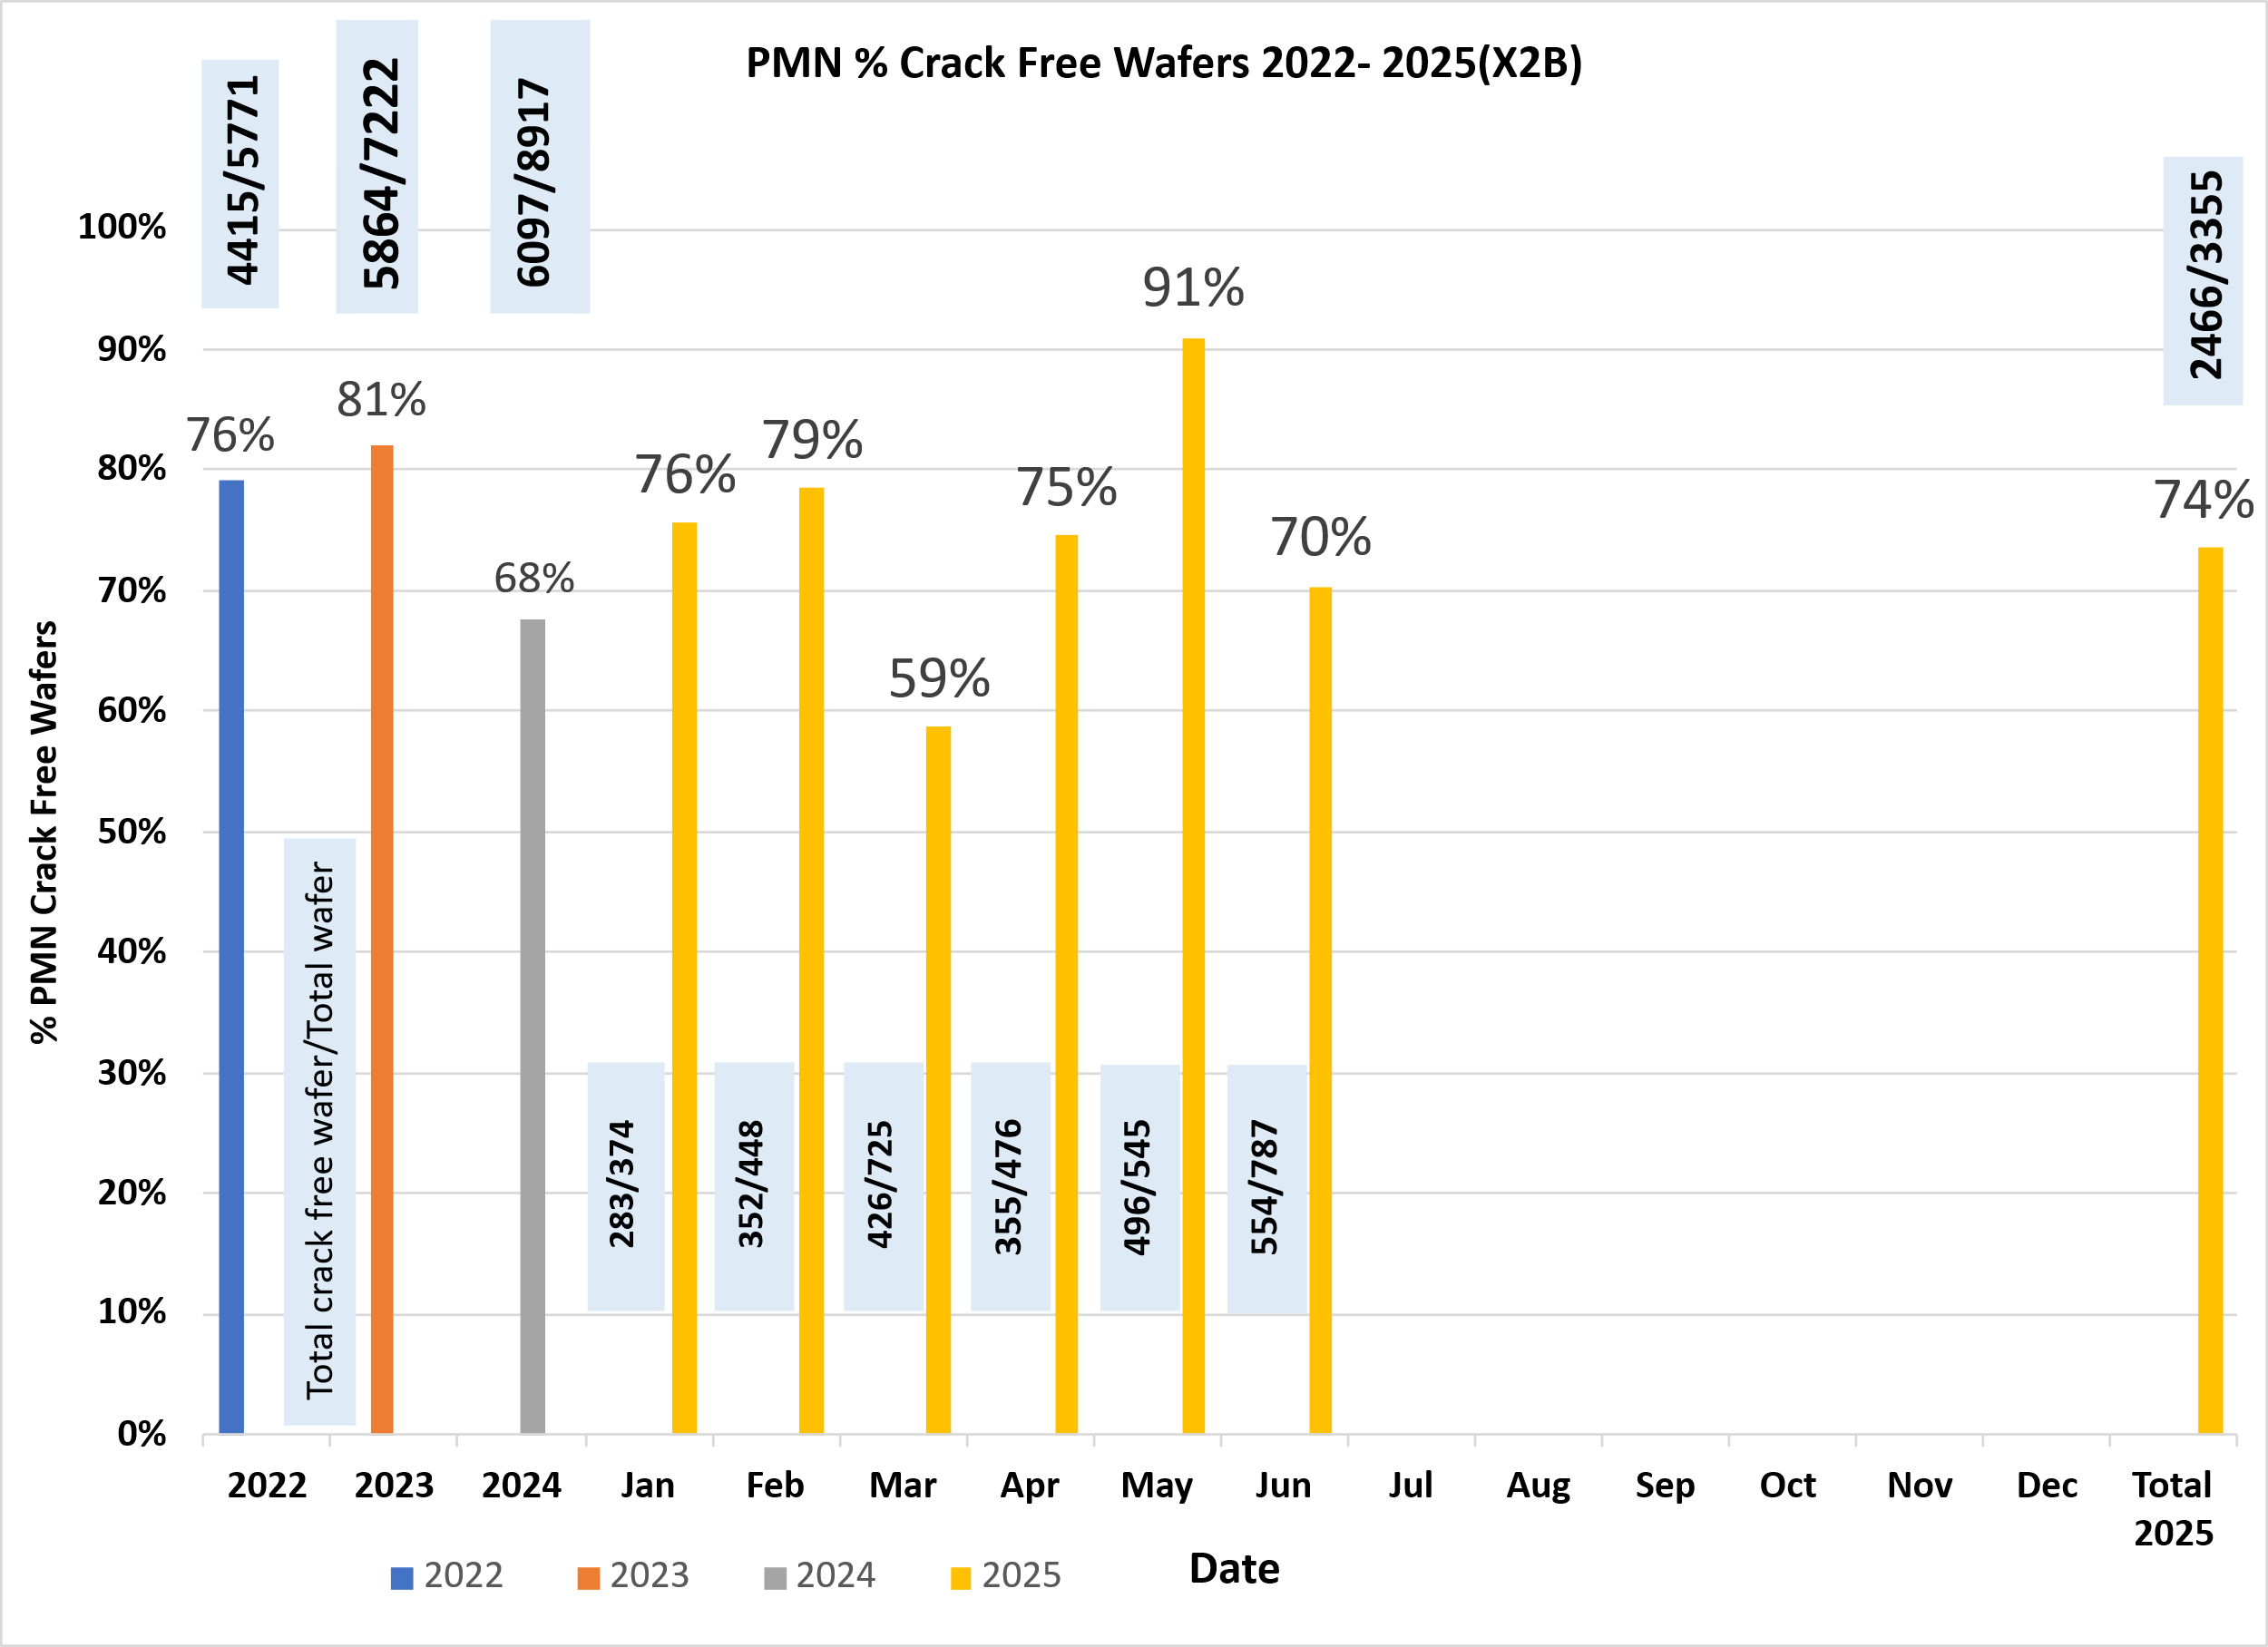 PMN % Crack Free Wafers 2022- 2025(X2B)
4415/5771
5864/7222
6097/8917
2466/3355
100%
90%
80%
70%
60%
50%
40%
30%
20%
10%
0%
% PMN Crack Free Wafers
76%
81%
68%
76%
79%
59%
75%
91%
70%
74%
Total crack free wafer/Total wafer
283/374
352/448
426/725
355/476
496/545
554/787
2022
2023
2024
Jan
Feb
Mar
Apr
May
Jun
Jul
Aug
Sep
Oct
Nov
Dec
Total
2025
Date
2022
2023
2024
2025